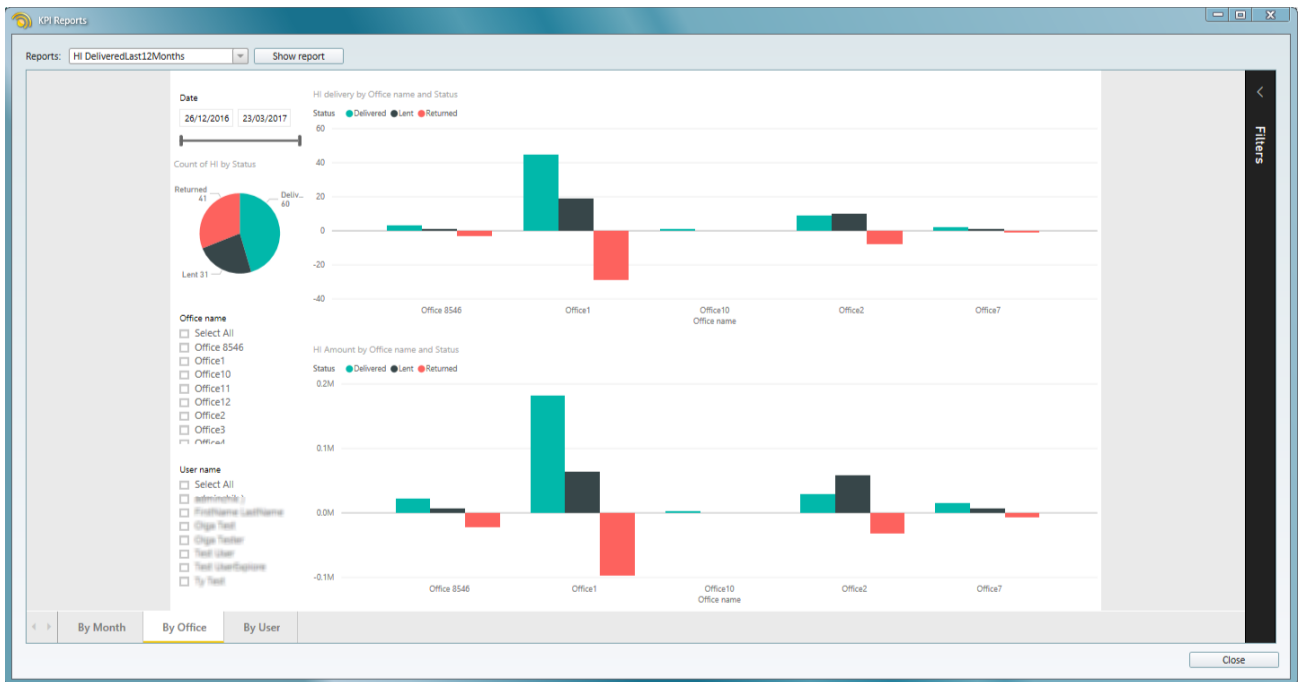 KPI Reports
Reports: HI DeliveredLast12Months Show report
Date
26/12/2016 23/03/2017
Count of HI by Status
Returned
41
Deliv...
60
Lent 31
Office name
Select All
Office 8546
Office1
Office10
Office11
Office12
Office2
Office3
Office4
User name
Select All
HI delivery by Office name and Status
Status Delivered Lent Returned
60
40
20
0
-20
-40
Office 8546 Office1 Office10 Office2 Office7
Office name
HI Amount by Office name and Status
Status Delivered Lent Returned
0.2M
0.1M
0.0M
-0.1M
Office 8546 Office1 Office10 Office2 Office7
Office name
Filters
By Month By Office By User
Close